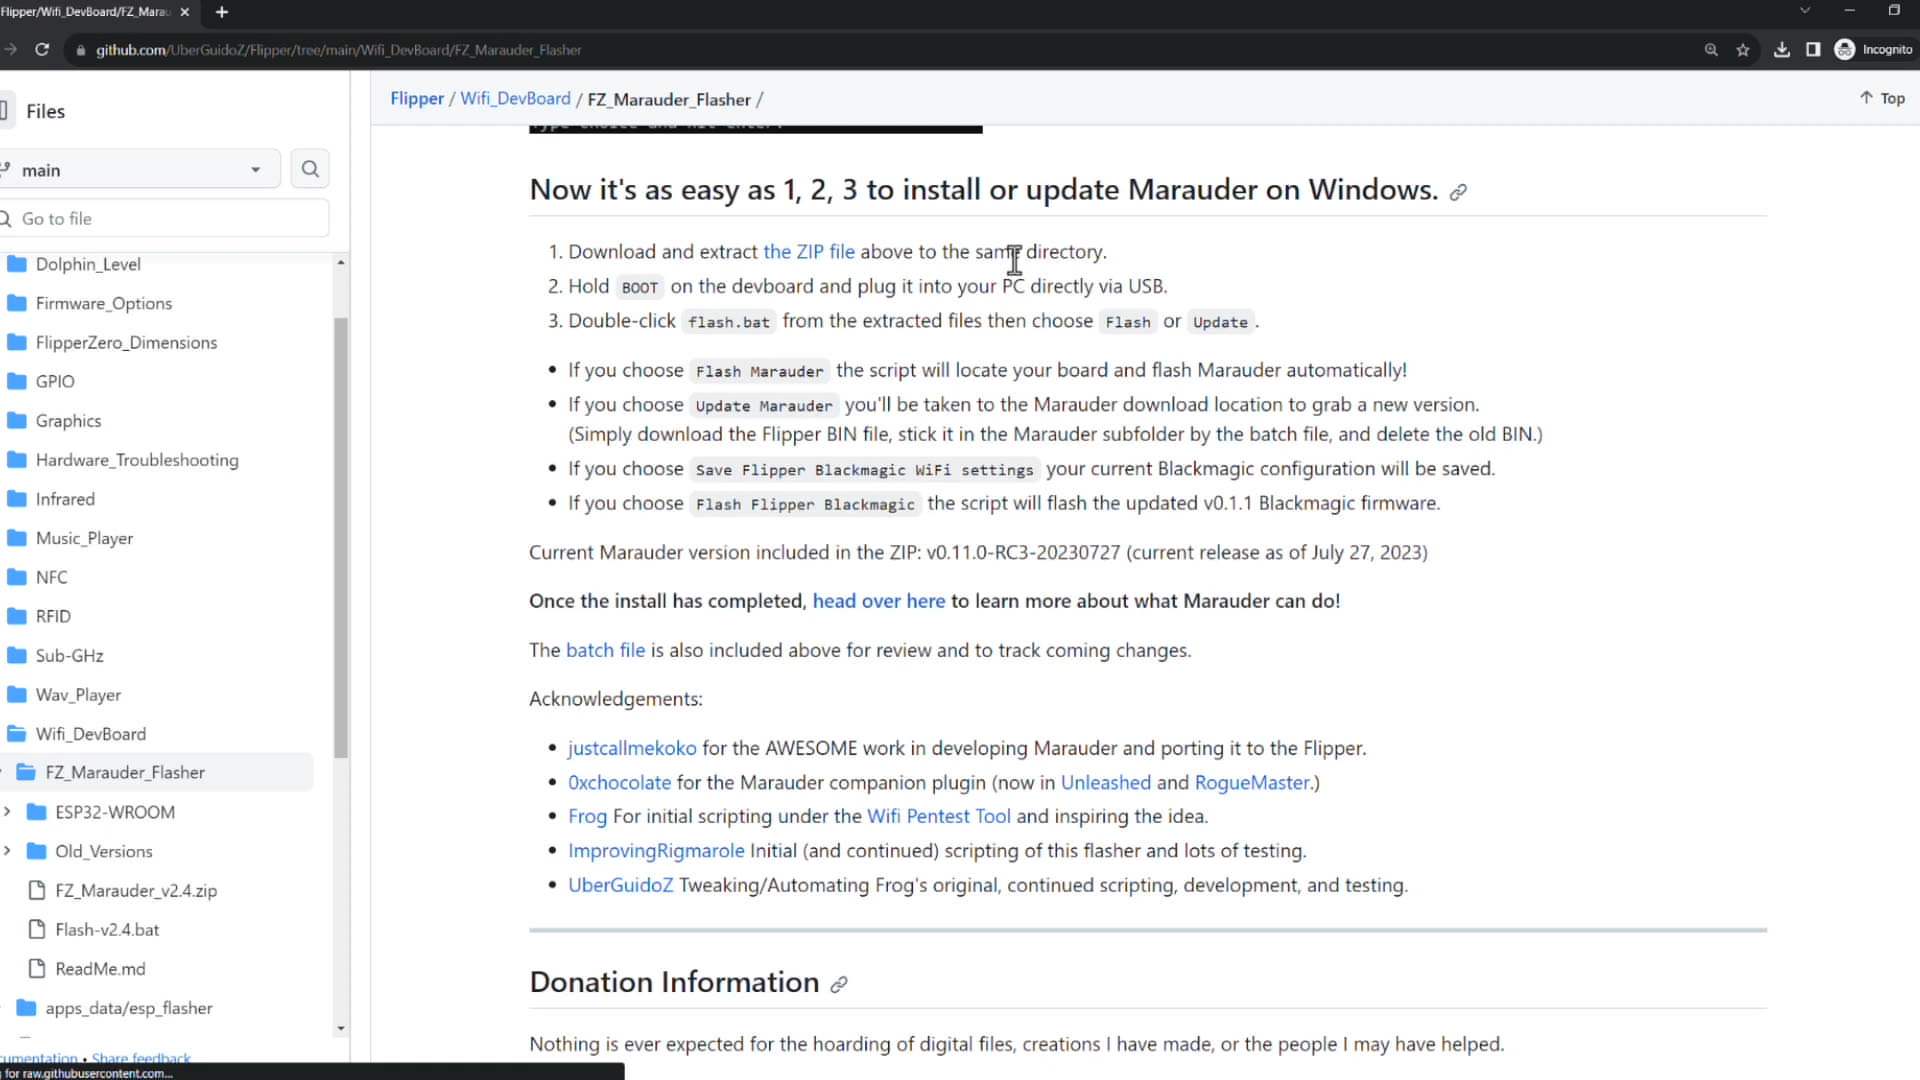 Flipper/Wifi_DevBoard/FZ_Marau
github.com/UberGuidoZ/Flipper/tree/main/Wifi_DevBoard/FZ_Marauder_Flasher
Incognito
Files
Flipper / Wifi_DevBoard / FZ_Marauder_Flasher /
Top
main
Go to file
Dolphin_Level
Firmware_Options
FlipperZero_Dimensions
GPIO
Graphics
Hardware_Troubleshooting
Infrared
Music_Player
NFC
RFID
Sub-GHz
Wav_Player
Wifi_DevBoard
FZ_Marauder_Flasher
ESP32-WROOM
Old_Versions
FZ_Marauder_v2.4.zip
Flash-v2.4.bat
ReadMe.md
apps_data/esp_flasher
cumentation • Share feedback
for raw.githubusercontent.com...
Type choice and hit enter:
Now it's as easy as 1, 2, 3 to install or update Marauder on Windows.
1. Download and extract the ZIP file above to the same directory.
2. Hold BOOT on the devboard and plug it into your PC directly via USB.
3. Double-click flash.bat from the extracted files then choose Flash or Update.
• If you choose Flash Marauder the script will locate your board and flash Marauder automatically!
• If you choose Update Marauder you'll be taken to the Marauder download location to grab a new version.
(Simply download the Flipper BIN file, stick it in the Marauder subfolder by the batch file, and delete the old BIN.)
• If you choose Save Flipper Blackmagic WiFi settings your current Blackmagic configuration will be saved.
• If you choose Flash Flipper Blackmagic the script will flash the updated v0.1.1 Blackmagic firmware.
Current Marauder version included in the ZIP: v0.11.0-RC3-20230727 (current release as of July 27, 2023)
Once the install has completed, head over here to learn more about what Marauder can do!
The batch file is also included above for review and to track coming changes.
Acknowledgements:
• justcallmekoko for the AWESOME work in developing Marauder and porting it to the Flipper.
• 0xchocolate for the Marauder companion plugin (now in Unleashed and RogueMaster.)
• Frog For initial scripting under the Wifi Pentest Tool and inspiring the idea.
• ImprovingRigmarole Initial (and continued) scripting of this flasher and lots of testing.
• UberGuidoZ Tweaking/Automating Frog's original, continued scripting, development, and testing.
Donation Information
Nothing is ever expected for the hoarding of digital files, creations I have made, or the people I may have helped.